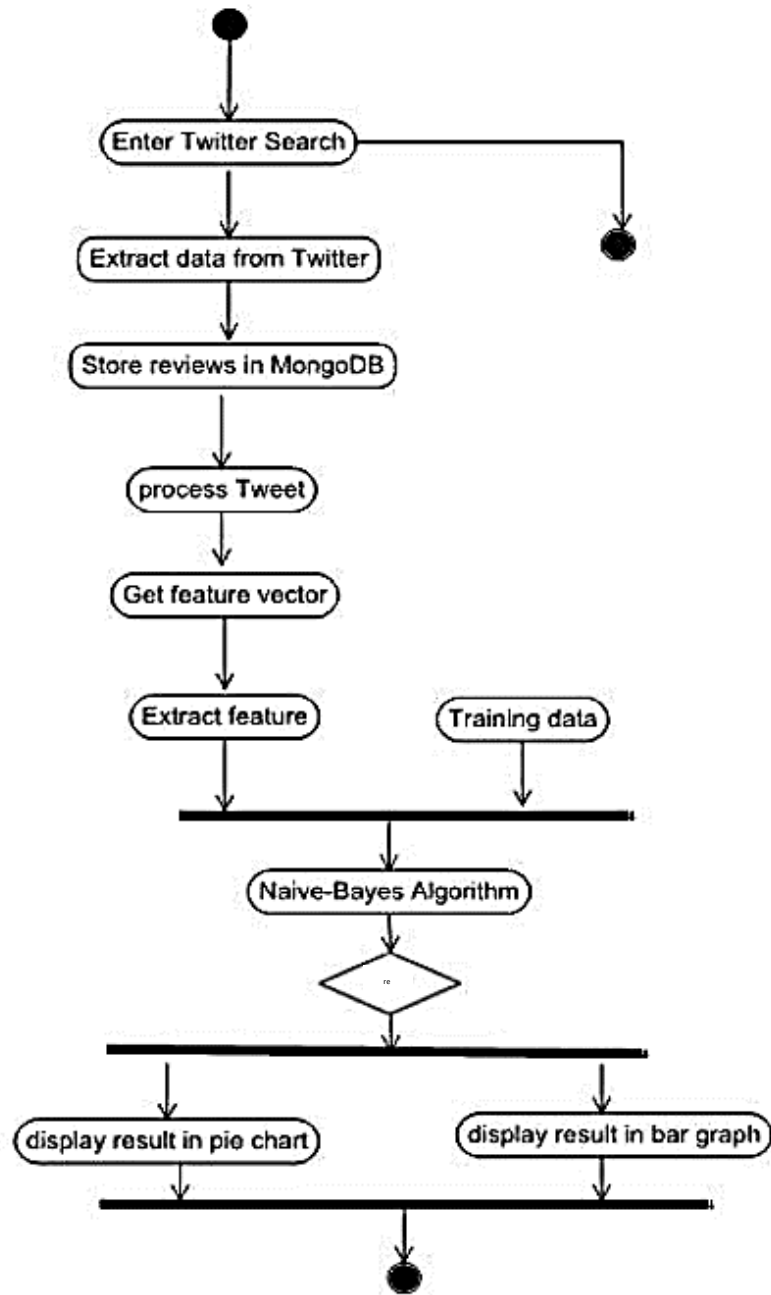 Enter Twitter Search
Extract data from Twitter
Store reviews in MongoDB
process Tweet
Get feature vector
Extract feature
Training data
Naive-Bayes Algorithm
re
display result in pie chart
display result in bar graph